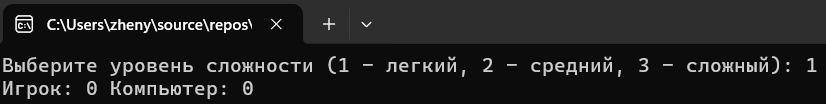 C:\Users\zheny\source\repos\
Выберите уровень сложности (1 - легкий, 2 - средний, 3 - сложный): 1
Игрок: 0 Компьютер: 0